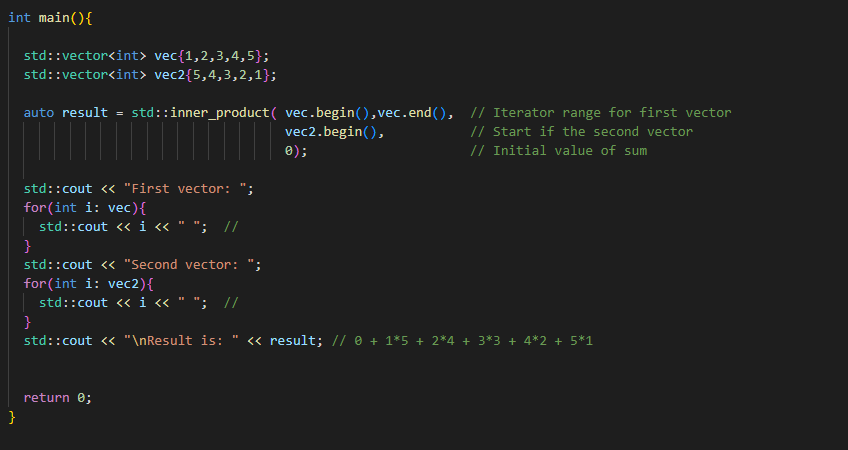 int main(){
std::vector<int> vec{1,2,3,4,5};
std::vector<int> vec2{5,4,3,2,1};
auto result = std::inner_product( vec.begin(),vec.end(), // Iterator range for first vector
vec2.begin(), // Start if the second vector
0); // Initial value of sum
std::cout << "First vector: ";
for(int i: vec){
std::cout << i << " "; //
}
std::cout << "Second vector: ";
for(int i: vec2){
std::cout << i << " "; //
}
std::cout << "\nResult is: " << result; // 0 + 1*5 + 2*4 + 3*3 + 4*2 + 5*1
return 0;
}